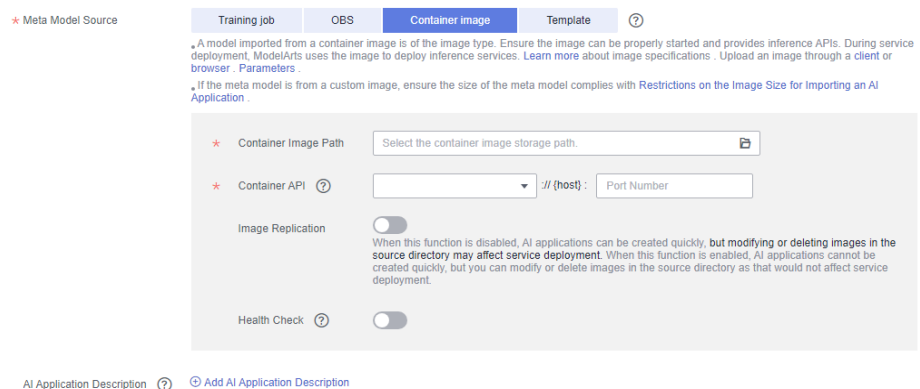 * Meta Model Source Training job OBS Container image Template ?
• A model imported from a container image is of the image type. Ensure the image can be properly started and provides inference APIs. During service
deployment, ModelArts uses the image to deploy inference services. Learn more about image specifications . Upload an image through a client or
browser . Parameters .
• If the meta model is from a custom image, ensure the size of the meta model complies with Restrictions on the Image Size for Importing an AI
Application .
* Container Image Path Select the container image storage path.
* Container API ? :// {host} : Port Number
Image Replication
When this function is disabled, AI applications can be created quickly, but modifying or deleting images in the
source directory may affect service deployment. When this function is enabled, AI applications cannot be
created quickly, but you can modify or delete images in the source directory as that would not affect service
deployment.
Health Check ?
AI Application Description ? Add AI Application Description